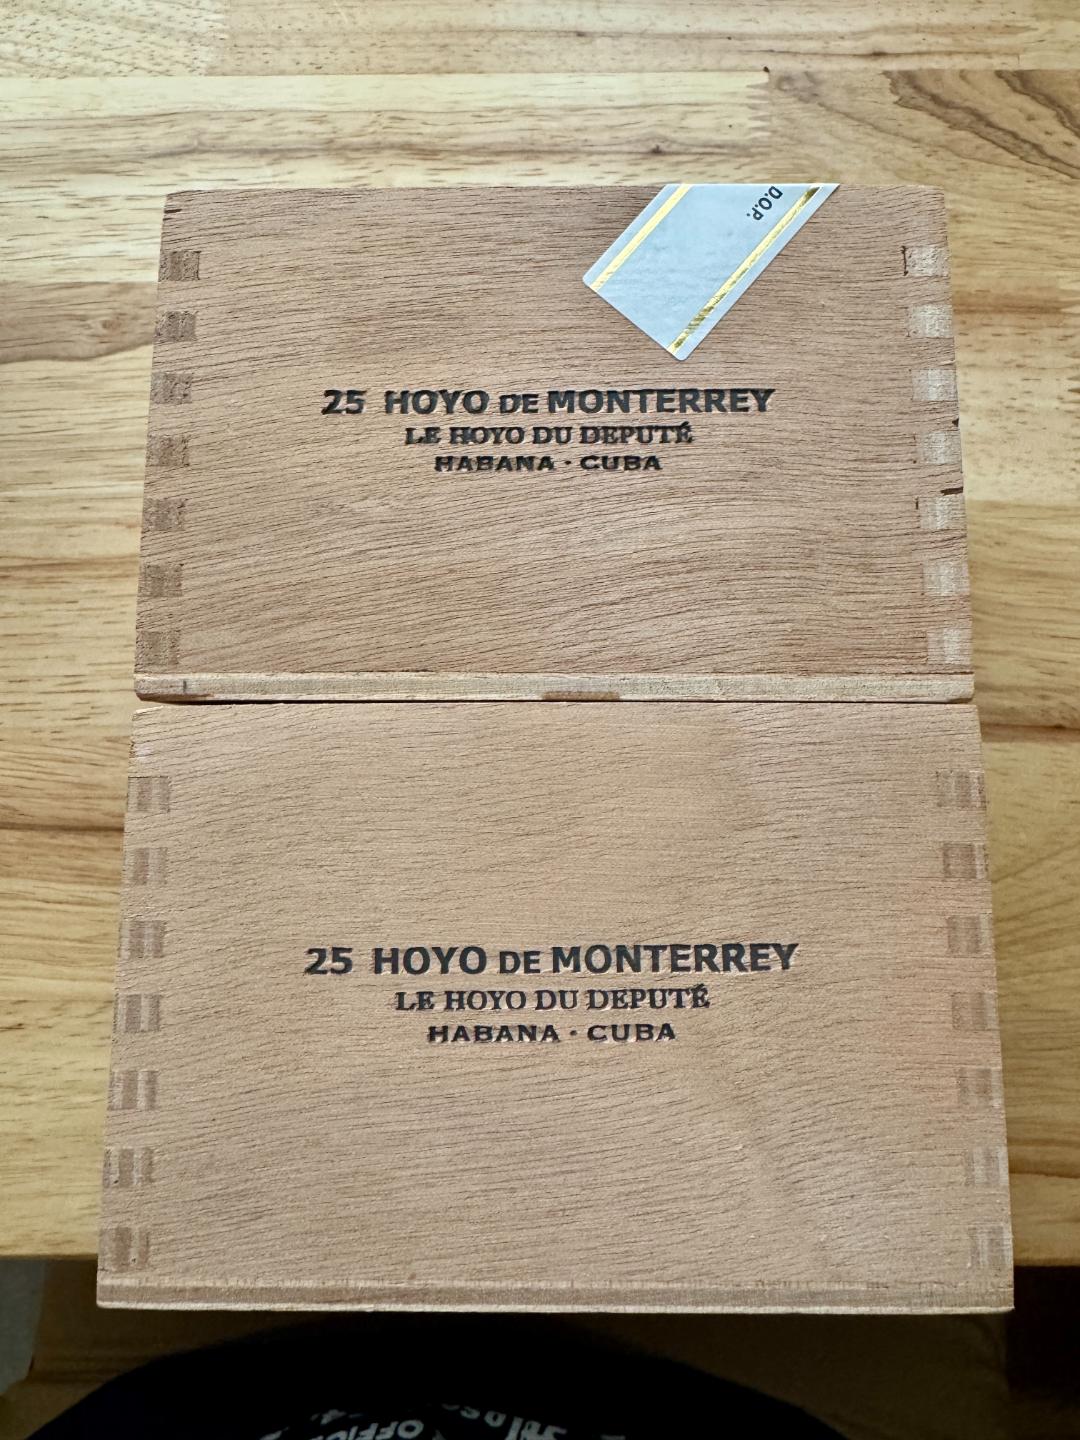 D.O.P.
25 HOYO DE MONTERREY
LE HOYO DU DEPUTÉ
HABANA · CUBA
25 HOYO DE MONTERREY
LE HOYO DU DEPUTÉ
HABANA · CUBA